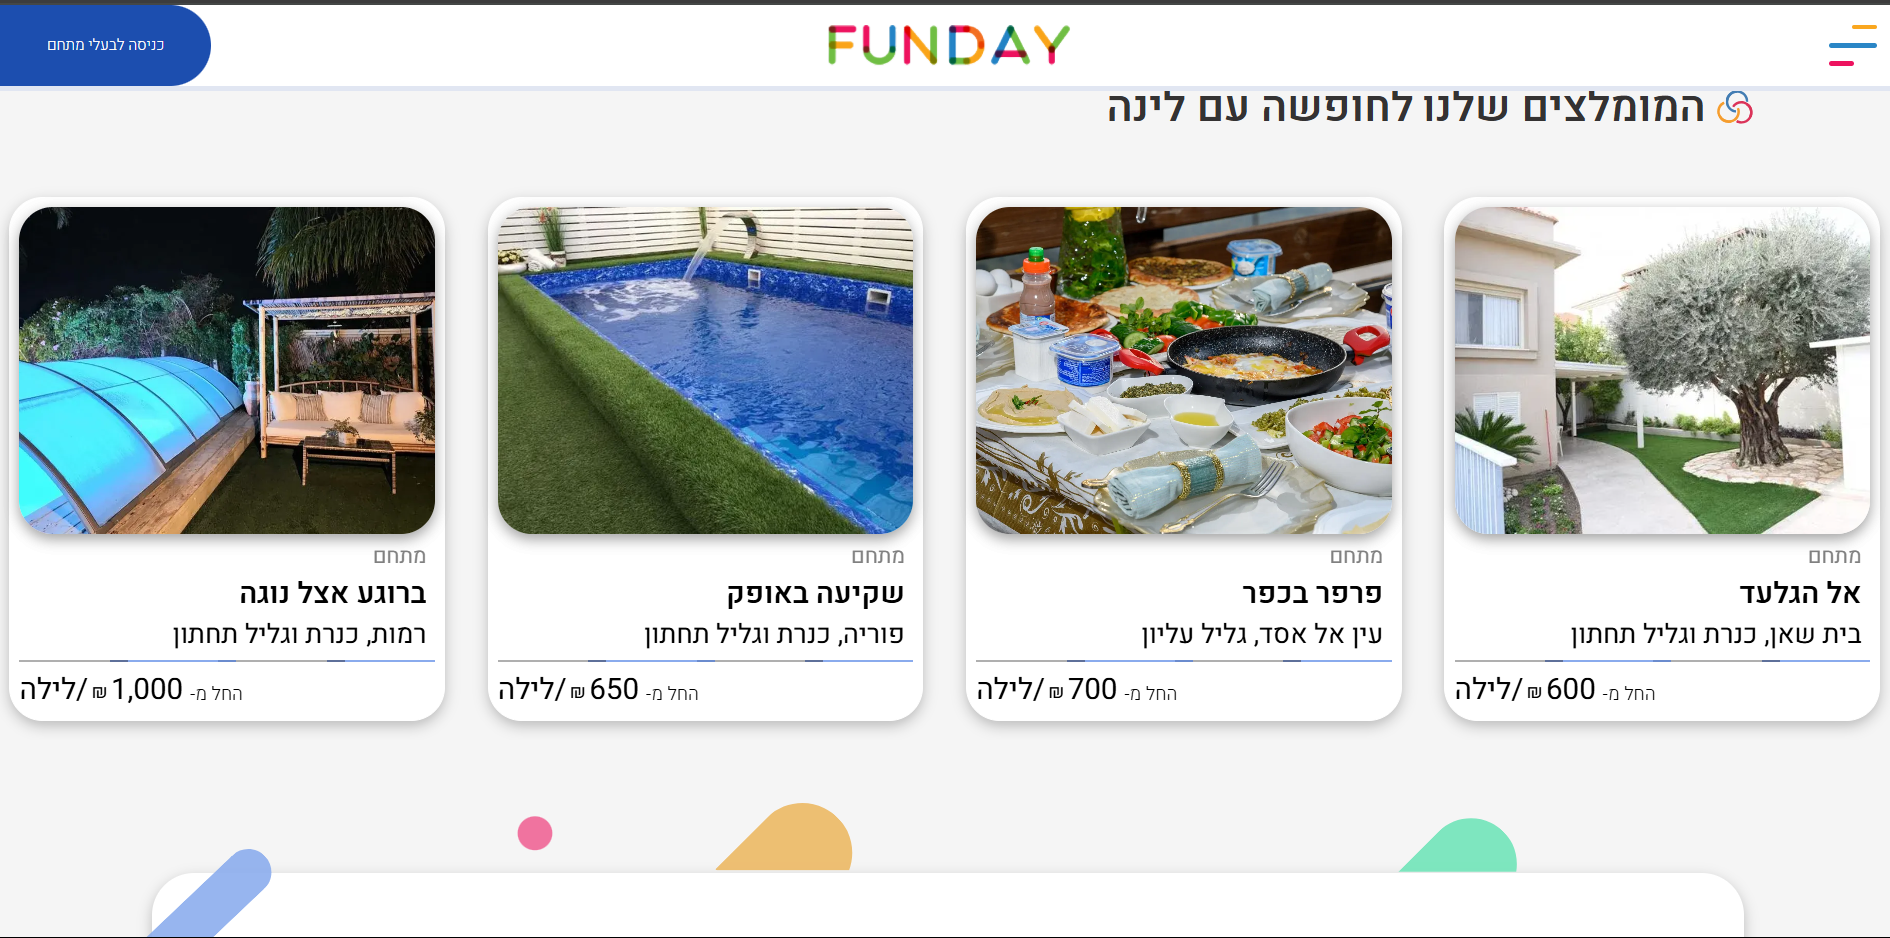 כניסה לבעלי מתחם
FUNDAY
המומלצים שלנו לחופשה עם לינה
מתחם
אל הגלעד
בית שאן, כנרת וגליל תחתון
החל מ- 600 ₪ /לילה
מתחם
פרפר בכפר
עין אל אסד, גליל עליון
החל מ- 700 ₪ /לילה
מתחם
שקיעה באופק
פוריה, כנרת וגליל תחתון
החל מ- 650 ₪ /לילה
מתחם
ברוגע אצל נוגה
רמות, כנרת וגליל תחתון
החל מ- 1,000 ₪ /לילה